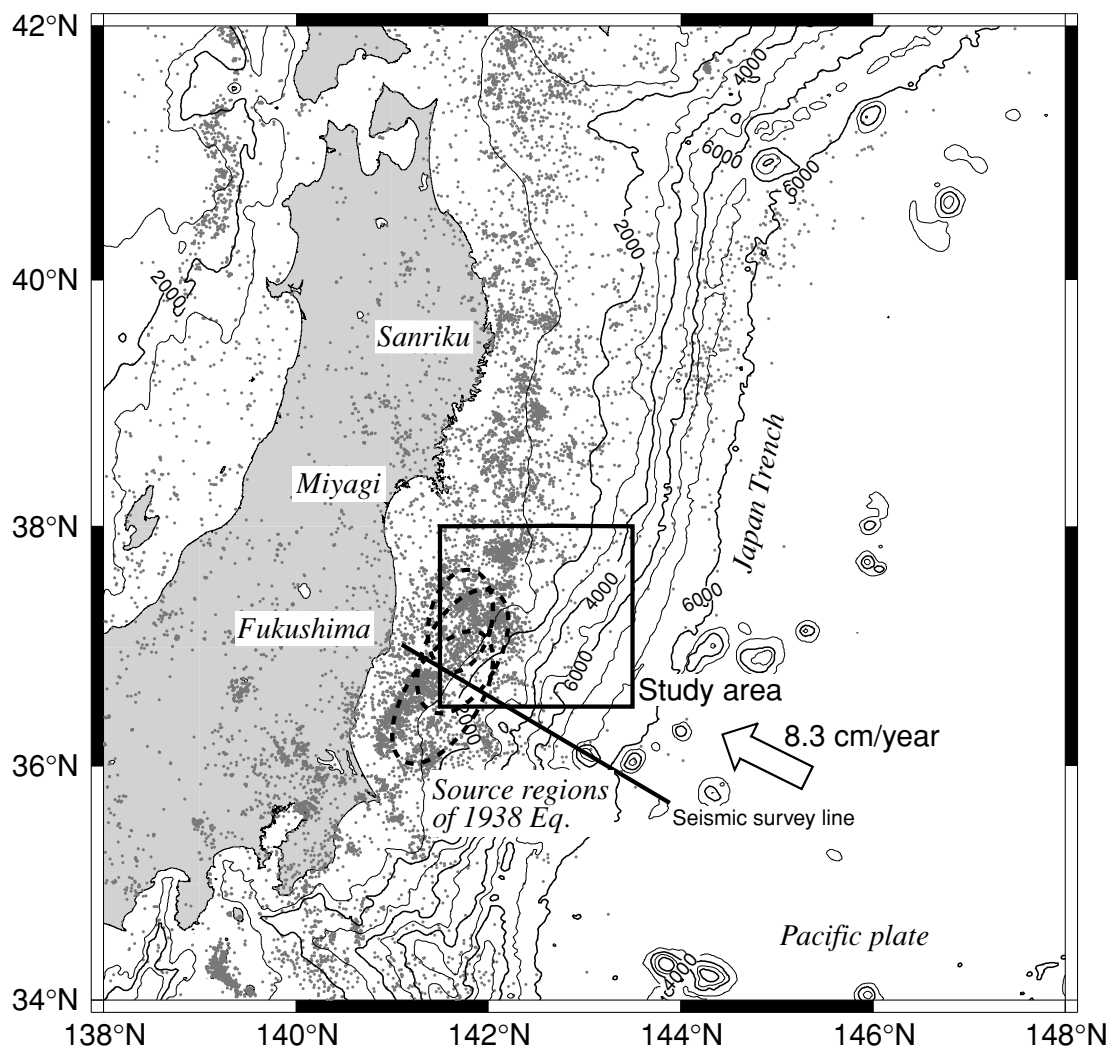 42°N
4000
6000
6000
2000
40°N
2000
Sanriku
Japan Trench
Miyagi
38°N
4000
6000
Fukushima
6000
Study area
2000
8.3 cm/year
36°N
Source regions
of 1938 Eq.
Seismic survey line
Pacific plate
4000
34°N
138°N 140°N 142°N 144°N 146°N 148°N